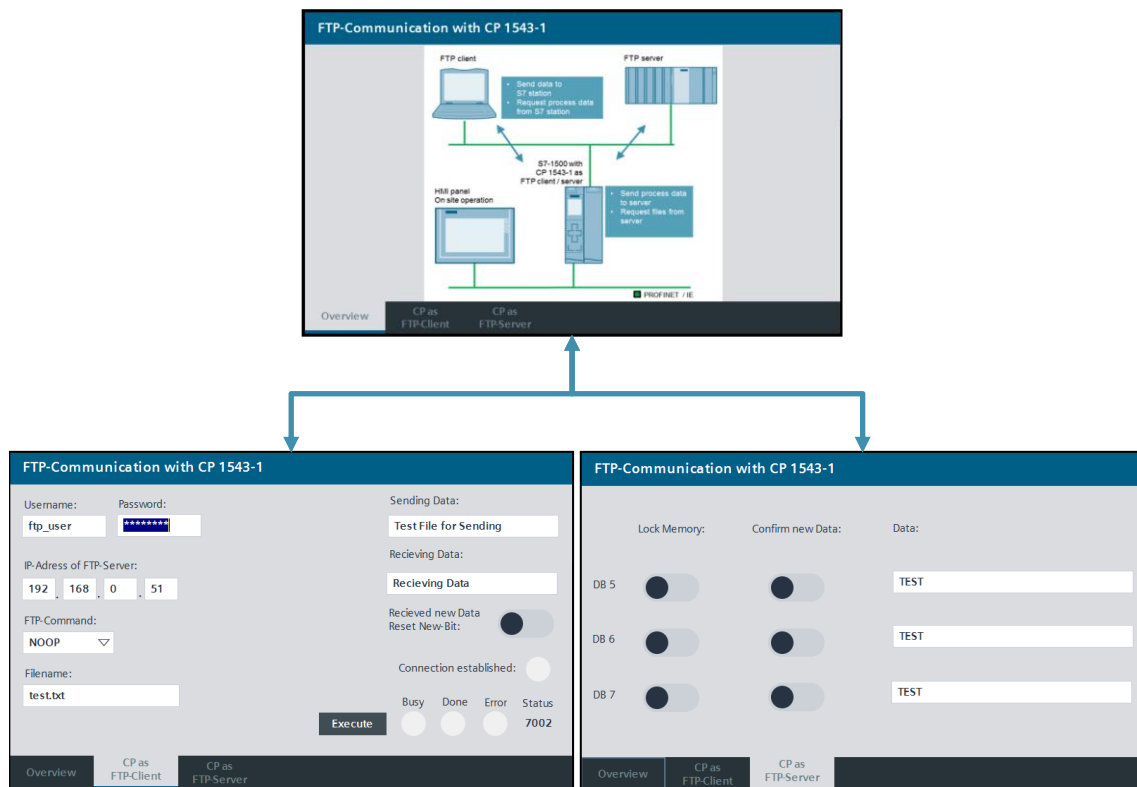 FTP-Communication with CP 1543-1
FTP client
FTP server
• Send data to
S7 station
• Request process data
from S7 station
S7-1500 with
CP 1543-1 as
FTP client / server
HMI panel
On site operation
• Send process data
to server
• Request files from
server
PROFINET / IE
Overview
CP as
FTP-Client
CP as
FTP-Server
FTP-Communication with CP 1543-1
Username:
Password:
ftp_user
********
IP-Adress of FTP-Server:
192 . 168 . 0 . 51
FTP-Command:
NOOP
Filename:
test.txt
Sending Data:
Test File for Sending
Recieving Data:
Recieving Data
Recieved new Data
Reset New-Bit:
Connection established:
Busy Done Error Status
Execute
7002
Overview
CP as
FTP-Client
CP as
FTP-Server
FTP-Communication with CP 1543-1
Lock Memory:
Confirm new Data:
Data:
DB 5
TEST
DB 6
TEST
DB 7
TEST
Overview
CP as
FTP-Client
CP as
FTP-Server